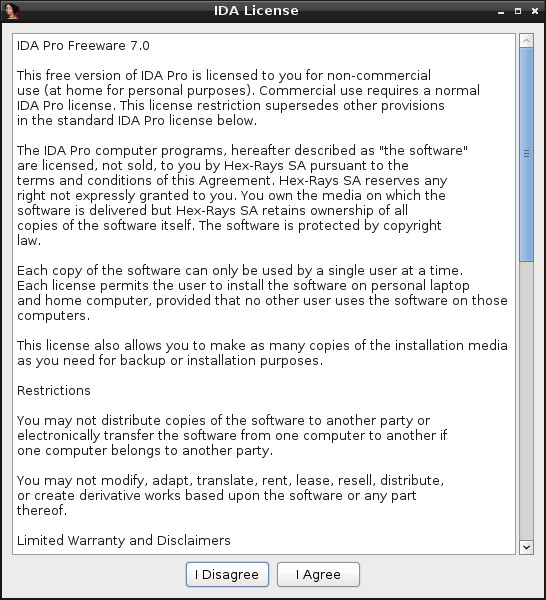 IDA License
IDA Pro Freeware 7.0
This free version of IDA Pro is licensed to you for non-commercial
use (at home for personal purposes). Commercial use requires a normal
IDA Pro license. This license restriction supersedes other provisions
in the standard IDA Pro license below.
The IDA Pro computer programs, hereafter described as "the software"
are licensed, not sold, to you by Hex-Rays SA pursuant to the
terms and conditions of this Agreement. Hex-Rays SA reserves any
right not expressly granted to you. You own the media on which the
software is delivered but Hex-Rays SA retains ownership of all
copies of the software itself. The software is protected by copyright
law.
Each copy of the software can only be used by a single user at a time.
Each license permits the user to install the software on personal laptop
and home computer, provided that no other user uses the software on those
computers.
This license also allows you to make as many copies of the installation media
as you need for backup or installation purposes.
Restrictions
You may not distribute copies of the software to another party or
electronically transfer the software from one computer to another if
one computer belongs to another party.
You may not modify, adapt, translate, rent, lease, resell, distribute,
or create derivative works based upon the software or any part
thereof.
Limited Warranty and Disclaimers
I Disagree
I Agree